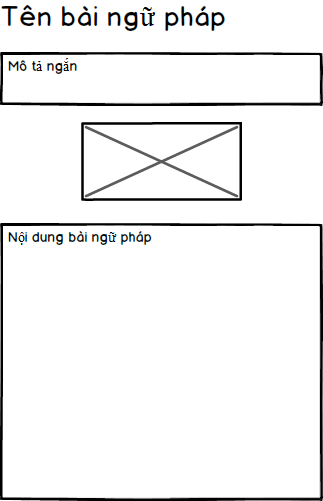 Tên bài ngữ pháp
Mô tả ngắn
Nội dung bài ngữ pháp